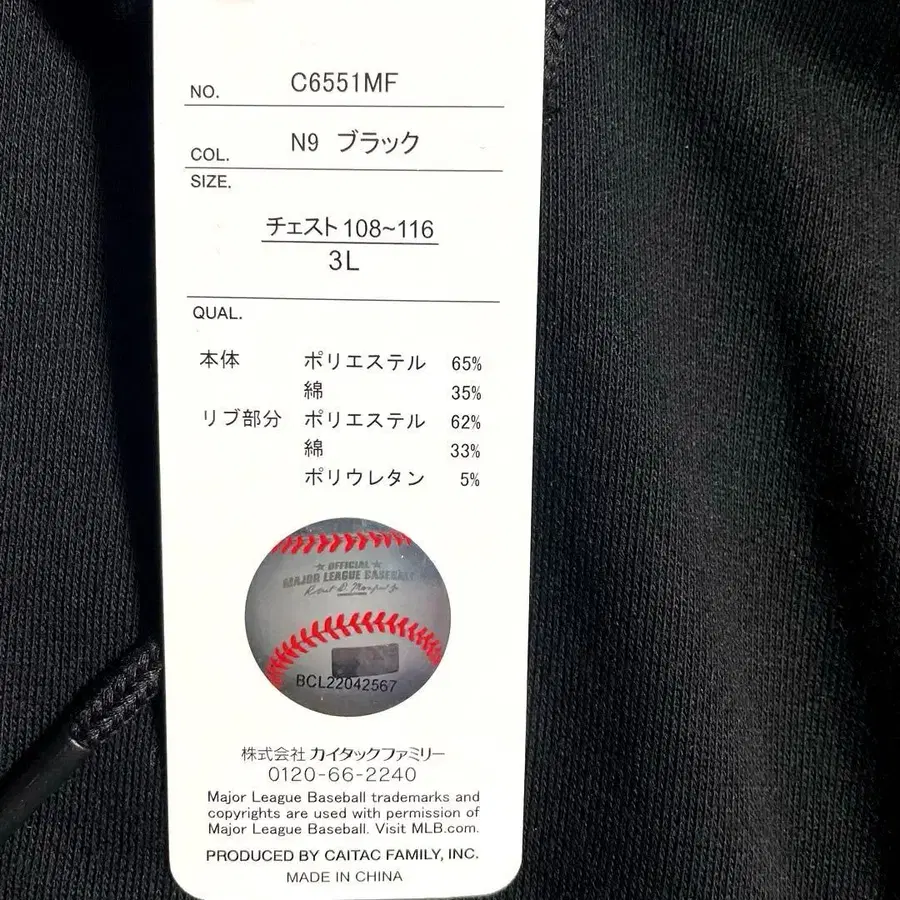 NO. C6551MF
COL. N9 ブラック
SIZE.
チェスト 108~116
3L
QUAL.
本体 ポリエステル 65%
綿 35%
リブ部分 ポリエステル 62%
綿 33%
ポリウレタン 5%
★ OFFICIAL ★
MAJOR LEAGUE BASEBALL
BCL22042567
株式会社 カイタックファミリー
0120-66-2240
Major League Baseball trademarks and
copyrights are used with permission of
Major League Baseball. Visit MLB.com.
PRODUCED BY CAITAC FAMILY, INC.
MADE IN CHINA